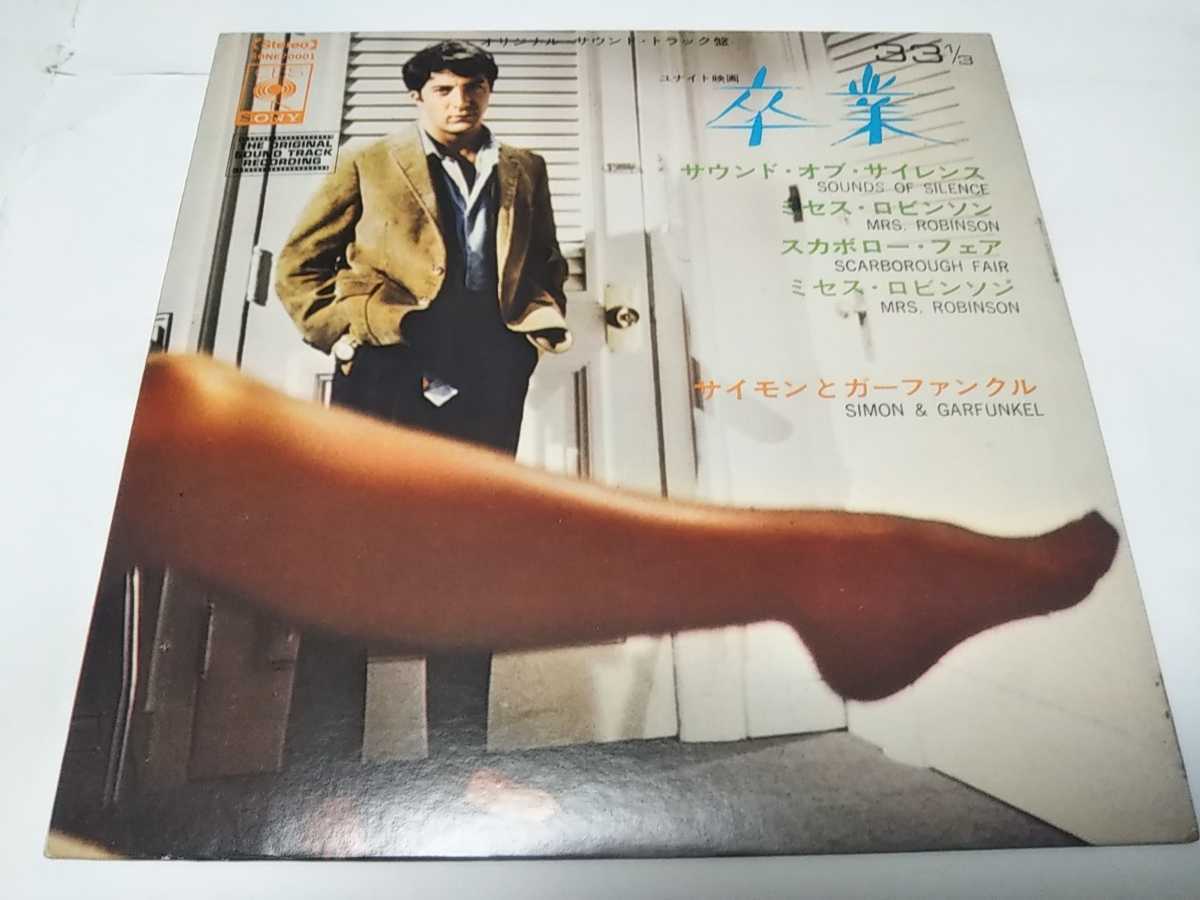 オリジナル・サウンド・トラック盤
33⅓
Stereo
CBS
SONY
THE ORIGINAL
SOUND TRACK
RECORDING
ユナイト映画
卒業
サウンド・オブ・サイレンス
SOUNDS OF SILENCE
ミセス・ロビンソン
MRS. ROBINSON
スカボロー・フェア
SCARBOROUGH FAIR
ミセス・ロビンソン
MRS. ROBINSON
サイモンとガーファンクル
SIMON & GARFUNKEL